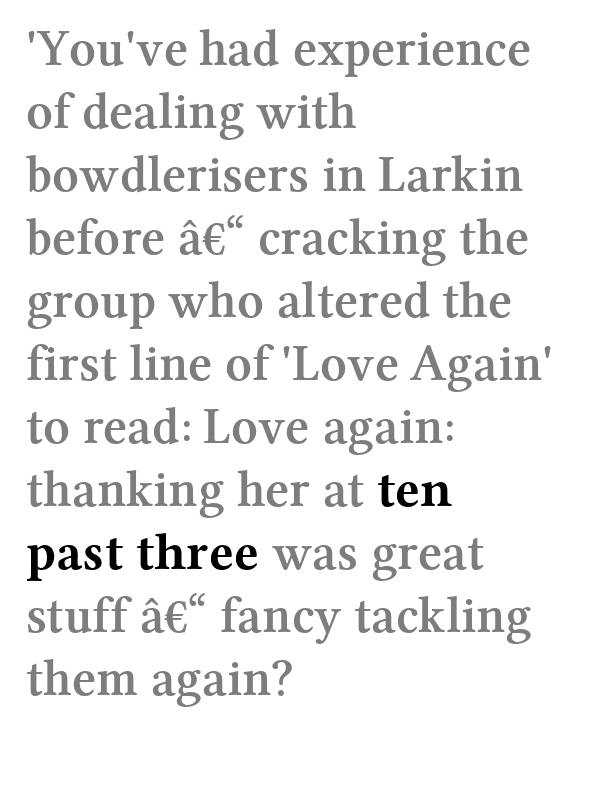 'You've had experience
of dealing with
bowdlerisers in Larkin
before â€“ cracking the
group who altered the
first line of 'Love Again'
to read: Love again:
thanking her at ten
past three was great
stuff â€“ fancy tackling
them again?